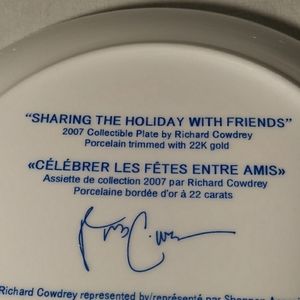 "SHARING THE HOLIDAY WITH FRIENDS"
2007 Collectible Plate by Richard Cowdrey
Porcelain trimmed with 22K gold
«CÉLÉBRER LES FÊTES ENTRE AMIS»
Assiette de collection 2007 par Richard Cowdrey
Porcelaine bordée d'or à 22 carats
Richard Cowdrey represented by/représenté par Shannon